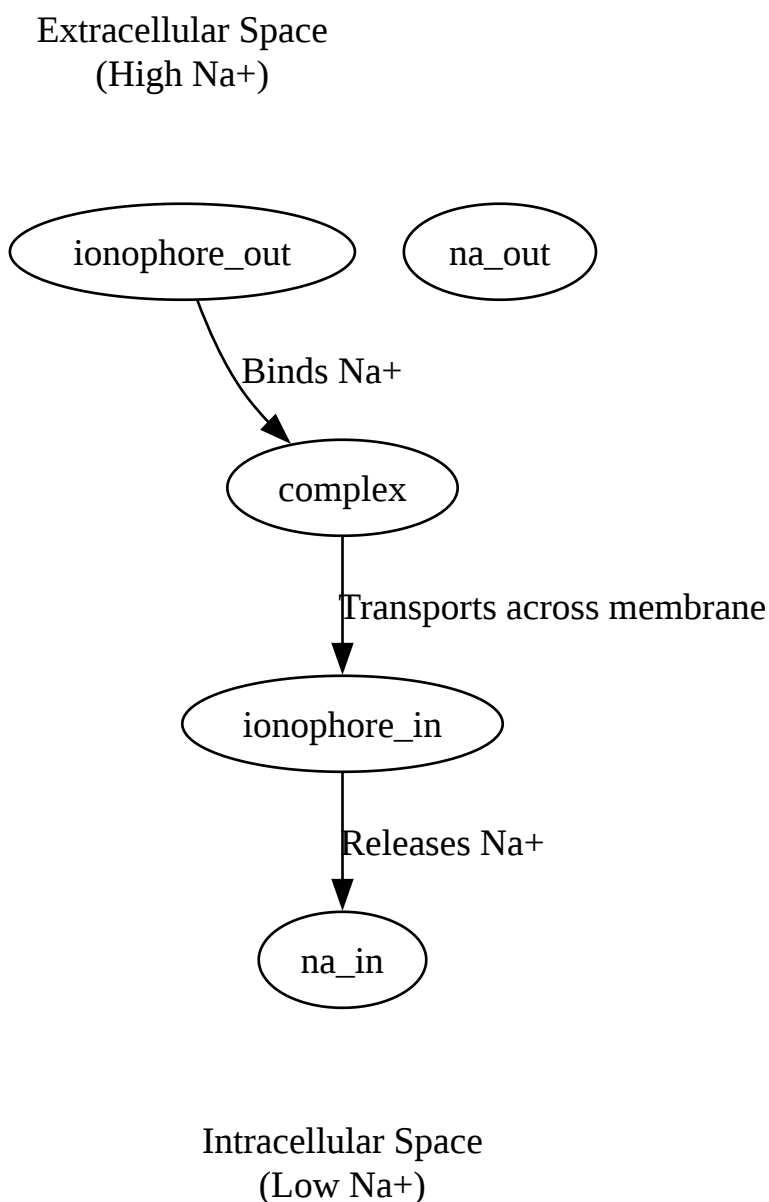 Extracellular Space
(High Na+)
ionophore_out
na_out
Binds Na+
complex
Transports across membrane
ionophore_in
Releases Na+
na_in
Intracellular Space
(Low Na+)